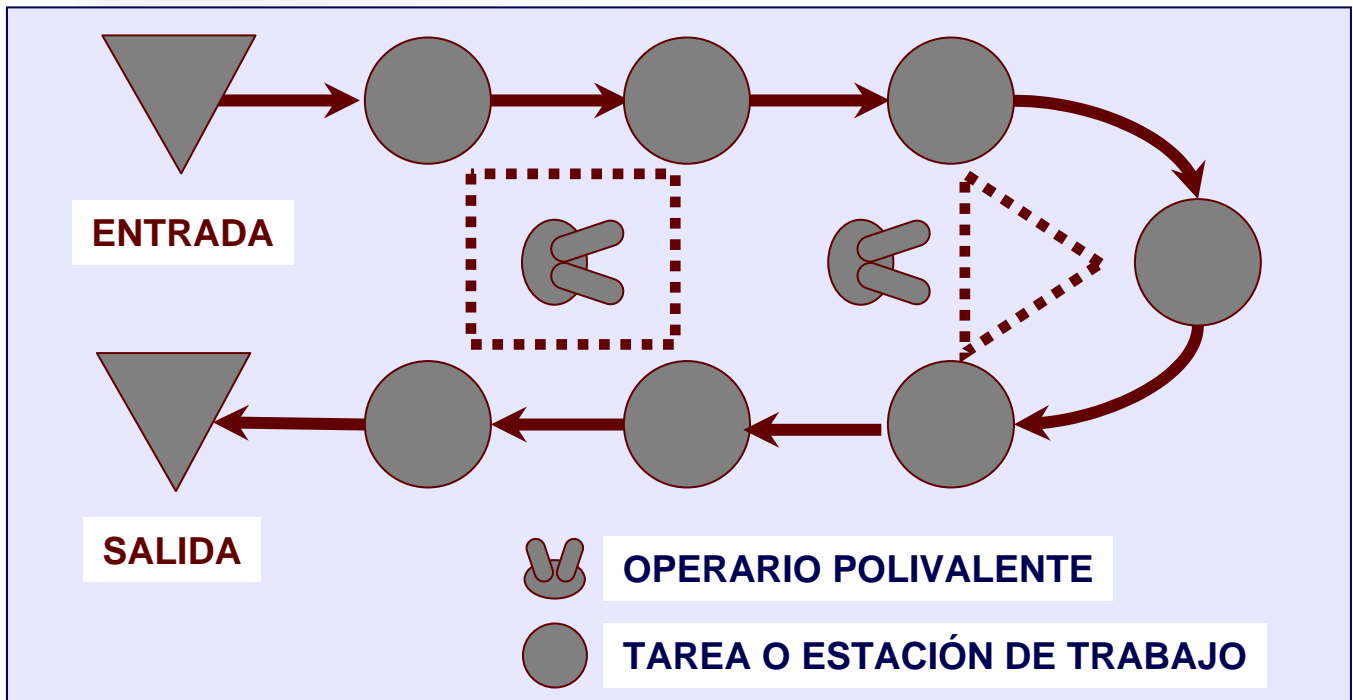 ENTRADA
SALIDA
OPERARIO POLIVALENTE
TAREA O ESTACIÓN DE TRABAJO